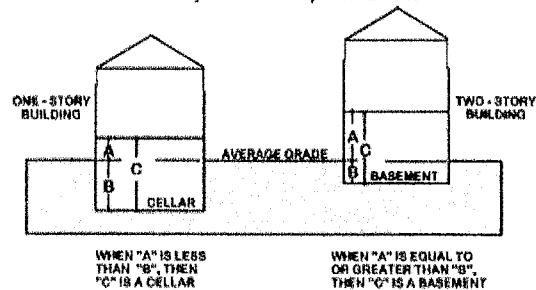 ONE - STORY
BUILDING
TWO - STORY
BUILDING
A
B
C
AVERAGE GRADE
A
C
B
CELLAR
BASEMENT
WHEN "A" IS LESS
THAN "B", THEN
"C" IS A CELLAR
WHEN "A" IS EQUAL TO
OR GREATER THAN "B",
THEN "C" IS A BASEMENT